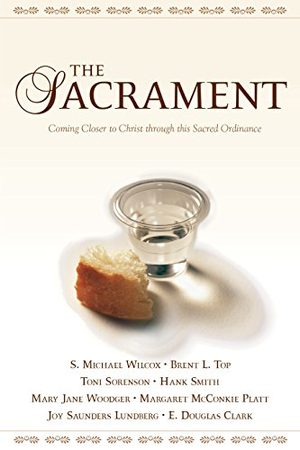 THE
SACRAMENT
Coming Closer to Christ through this Sacred Ordinance
S. MICHAEL WILCOX • BRENT L. TOP
TONI SORENSON • HANK SMITH
MARY JANE WOODGER • MARGARET MCCONKIE PLATT
JOY SAUNDERS LUNDBERG • E. DOUGLAS CLARK